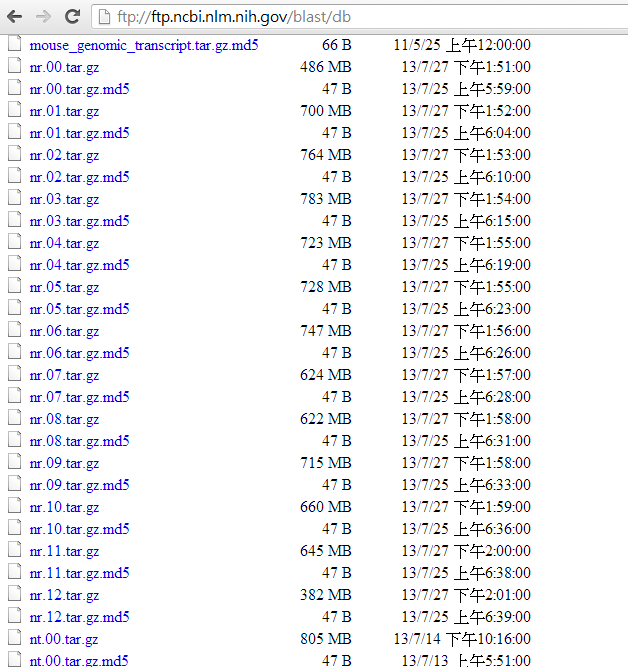 ftp://ftp.ncbi.nlm.nih.gov/blast/db
mouse_genomic_transcript.tar.gz.md5 66 B 11/5/25 上午12:00:00
nr.00.tar.gz 486 MB 13/7/27 下午1:51:00
nr.00.tar.gz.md5 47 B 13/7/25 上午5:59:00
nr.01.tar.gz 700 MB 13/7/27 下午1:52:00
nr.01.tar.gz.md5 47 B 13/7/25 上午6:04:00
nr.02.tar.gz 764 MB 13/7/27 下午1:53:00
nr.02.tar.gz.md5 47 B 13/7/25 上午6:10:00
nr.03.tar.gz 783 MB 13/7/27 下午1:54:00
nr.03.tar.gz.md5 47 B 13/7/25 上午6:15:00
nr.04.tar.gz 723 MB 13/7/27 下午1:55:00
nr.04.tar.gz.md5 47 B 13/7/25 上午6:19:00
nr.05.tar.gz 728 MB 13/7/27 下午1:55:00
nr.05.tar.gz.md5 47 B 13/7/25 上午6:23:00
nr.06.tar.gz 747 MB 13/7/27 下午1:56:00
nr.06.tar.gz.md5 47 B 13/7/25 上午6:26:00
nr.07.tar.gz 624 MB 13/7/27 下午1:57:00
nr.07.tar.gz.md5 47 B 13/7/25 上午6:28:00
nr.08.tar.gz 622 MB 13/7/27 下午1:58:00
nr.08.tar.gz.md5 47 B 13/7/25 上午6:31:00
nr.09.tar.gz 715 MB 13/7/27 下午1:58:00
nr.09.tar.gz.md5 47 B 13/7/25 上午6:33:00
nr.10.tar.gz 660 MB 13/7/27 下午1:59:00
nr.10.tar.gz.md5 47 B 13/7/25 上午6:36:00
nr.11.tar.gz 645 MB 13/7/27 下午2:00:00
nr.11.tar.gz.md5 47 B 13/7/25 上午6:38:00
nr.12.tar.gz 382 MB 13/7/27 下午2:01:00
nr.12.tar.gz.md5 47 B 13/7/25 上午6:39:00
nt.00.tar.gz 805 MB 13/7/14 下午10:16:00
nt.00.tar.gz.md5 47 B 13/7/13 上午5:51:00